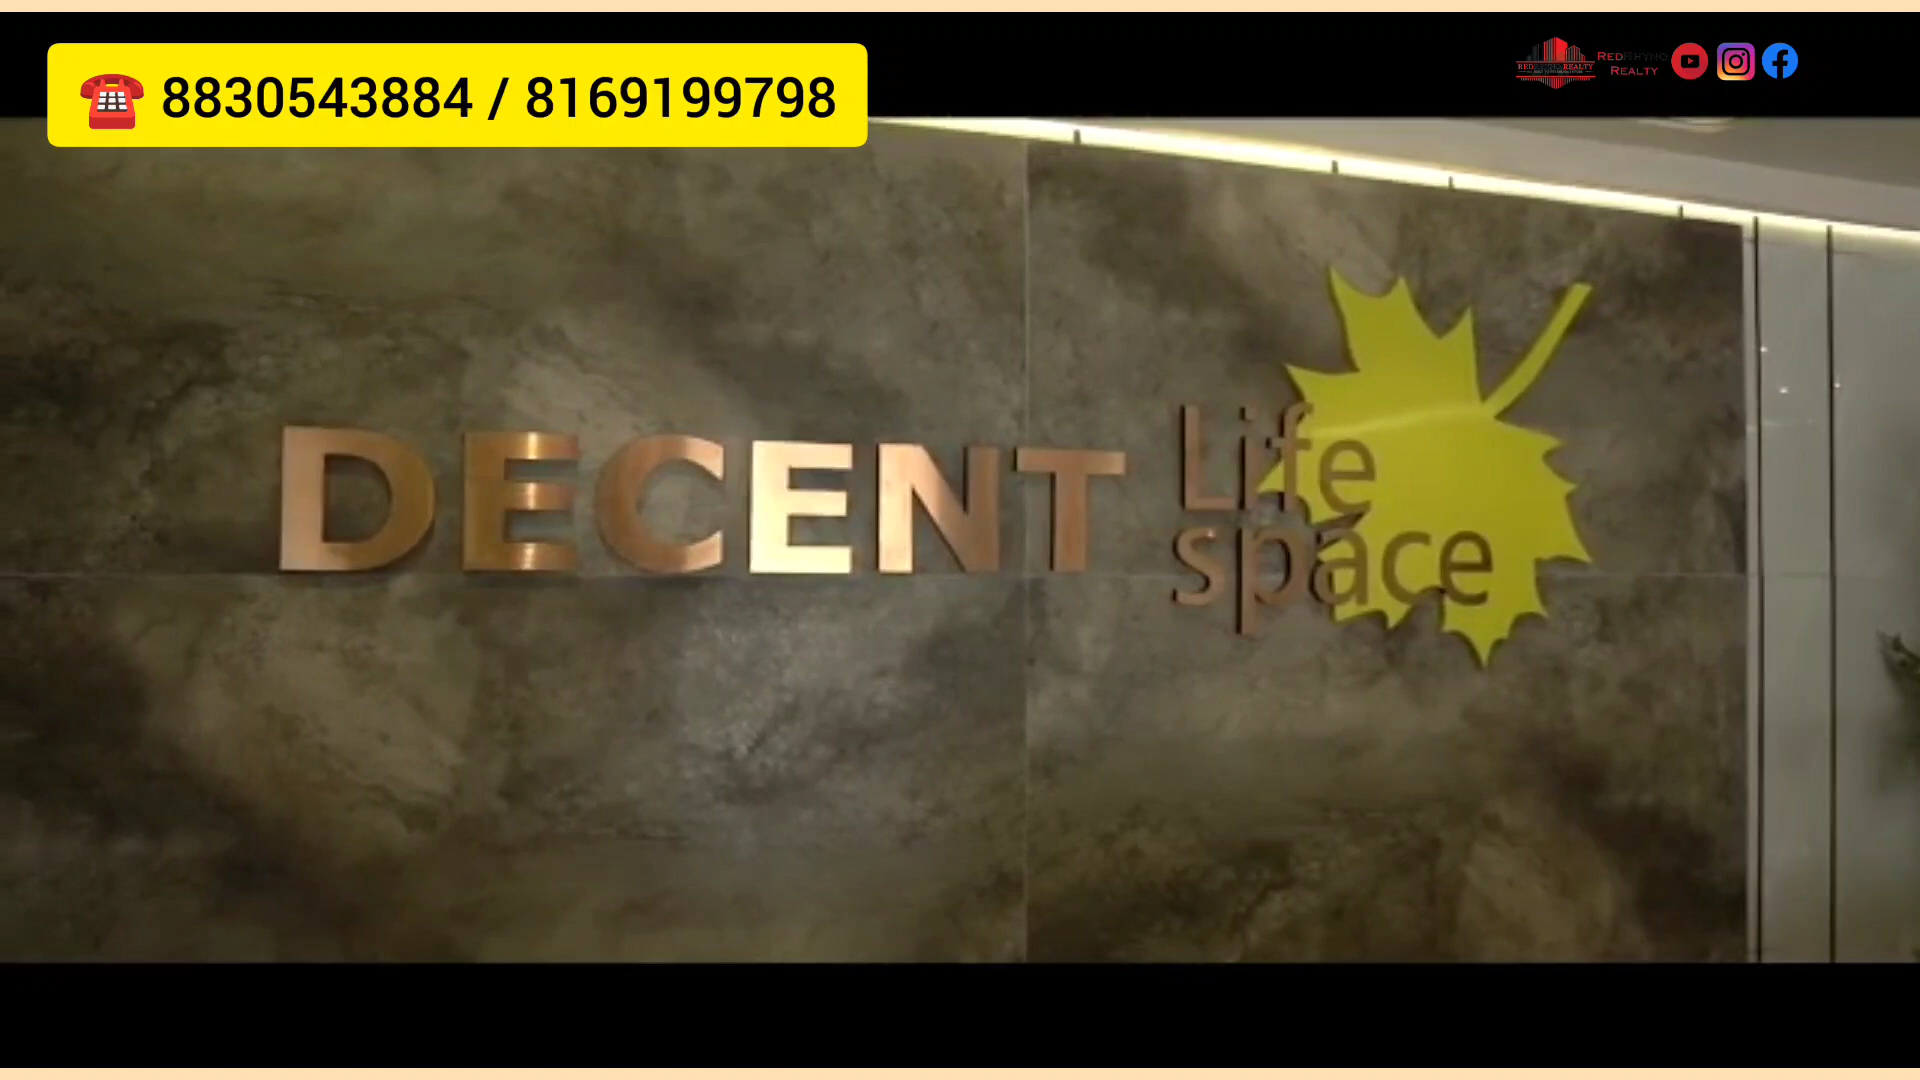 8830543884 / 8169199798
REDRHYNO
REALTY
DECENT
Life
space